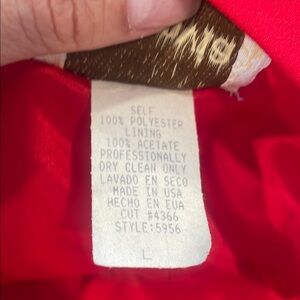 SELF
100% POLYESTER
LINING
100% ACETATE
PROFESSIONALLY
DRY CLEAN ONLY
LAVADO EN SECO
MADE IN USA
HECHO EN EUA
CUT #4366
STYLE:5956
L